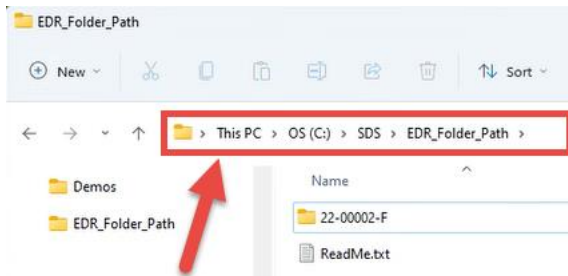 EDR_Folder_Path
New Sort
This PC > OS (C:) > SDS > EDR_Folder_Path >
Demos
EDR_Folder_Path
Name
22-00002-F
ReadMe.txt